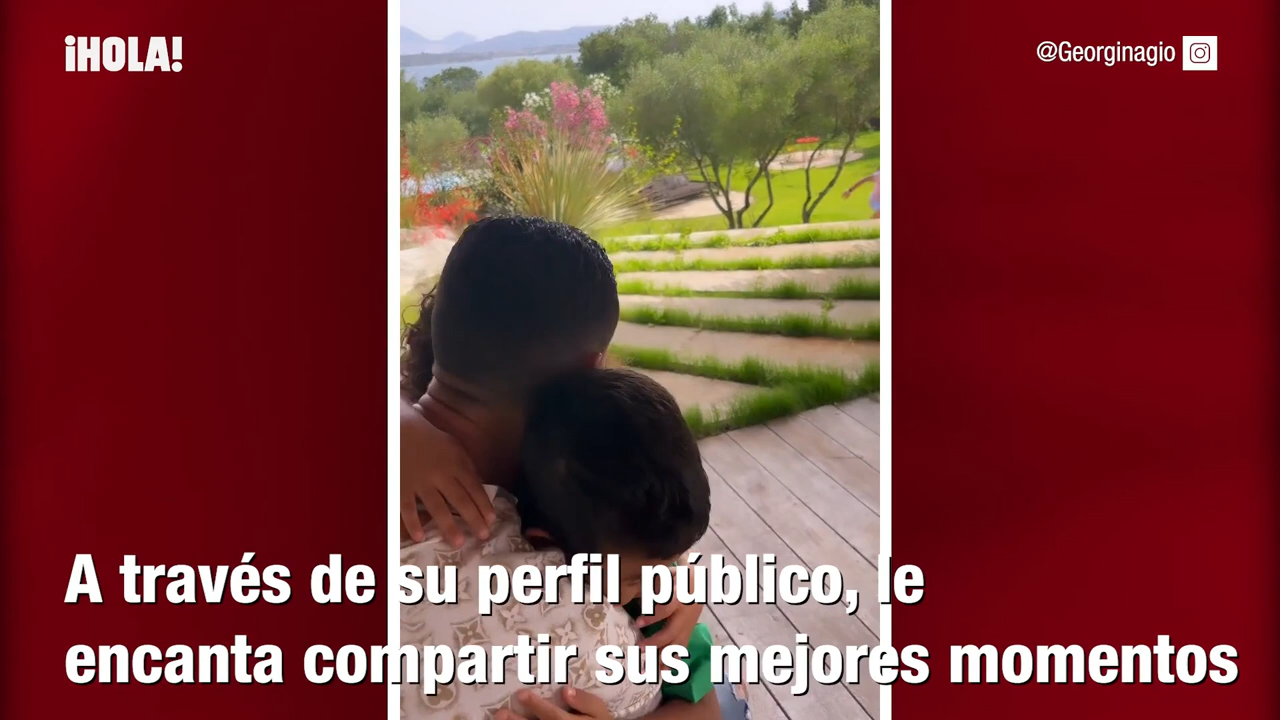 ¡HOLA!
@Georginagio
A través de su perfil público, le
encanta compartir sus mejores momentos